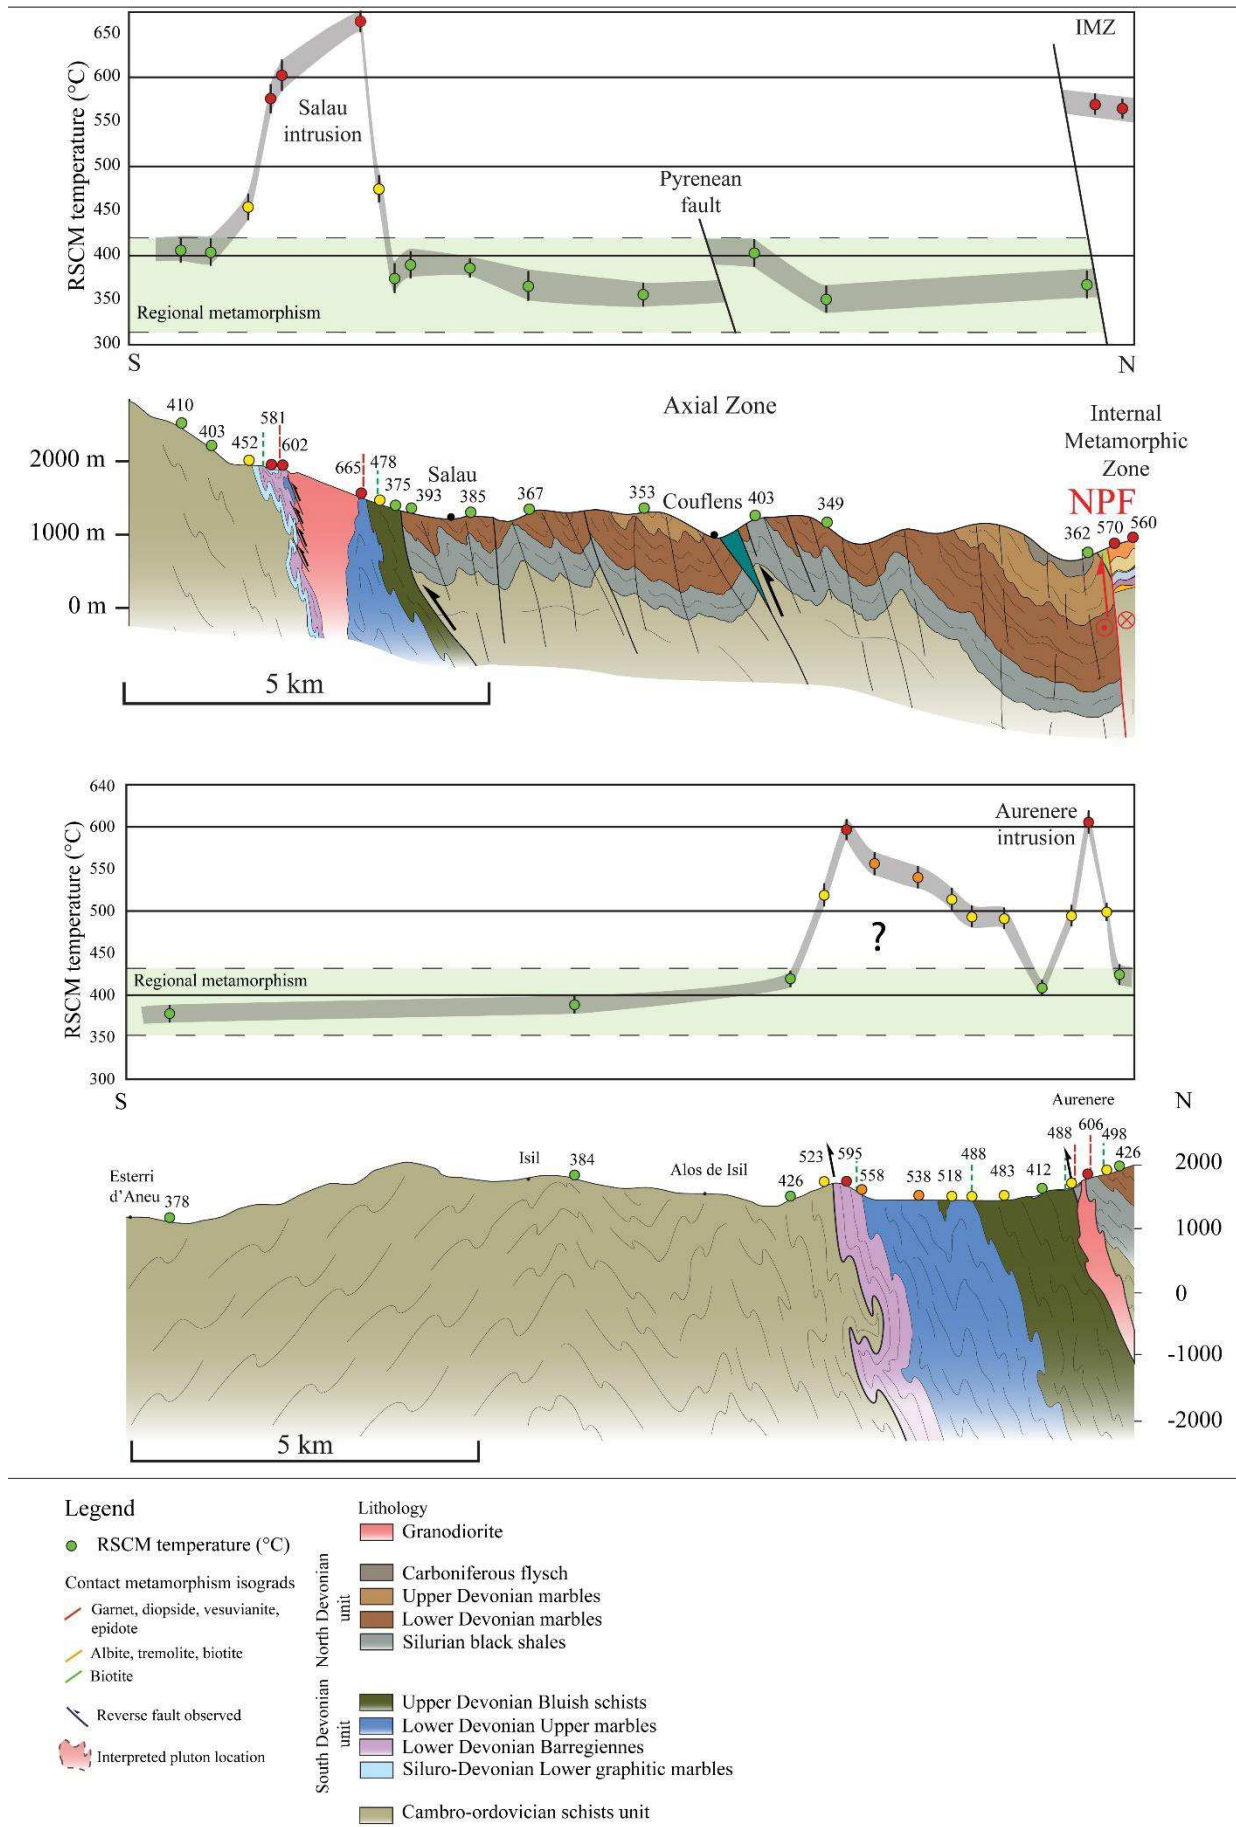 IMZ
650
600
550
500
450
400
350
300
RSCM temperature (°C)
Salau
intrusion
Pyrenean
fault
Regional metamorphism
S
N
Axial Zone
Internal
Metamorphic
Zone
NPF
410
403
452
581
602
665
478
375
393
Salau
385
367
353
Couflens
403
349
362
570
560
2000 m
1000 m
0 m
5 km
640
600
550
500
450
400
350
300
RSCM temperature (°C)
Aurenere
intrusion
?
Regional metamorphism
S
N
Aurenere
Esterri
d’Aneu
378
Isil
384
Alos de Isil
426
523
595
558
538
518
488
483
412
488
606
498
426
2000
1000
0
-1000
-2000
5 km
Legend
RSCM temperature (°C)
Contact metamorphism isograds
Garnet, diopside, vesuvianite,
epidote
Albite, tremolite, biotite
Biotite
Reverse fault observed
Interpreted pluton location
Lithology
Granodiorite
North Devonian
unit
Carboniferous flysch
Upper Devonian marbles
Lower Devonian marbles
Silurian black shales
South Devonian
unit
Upper Devonian Bluish schists
Lower Devonian Upper marbles
Lower Devonian Barregiennes
Siluro-Devonian Lower graphitic marbles
Cambro-ordovician schists unit